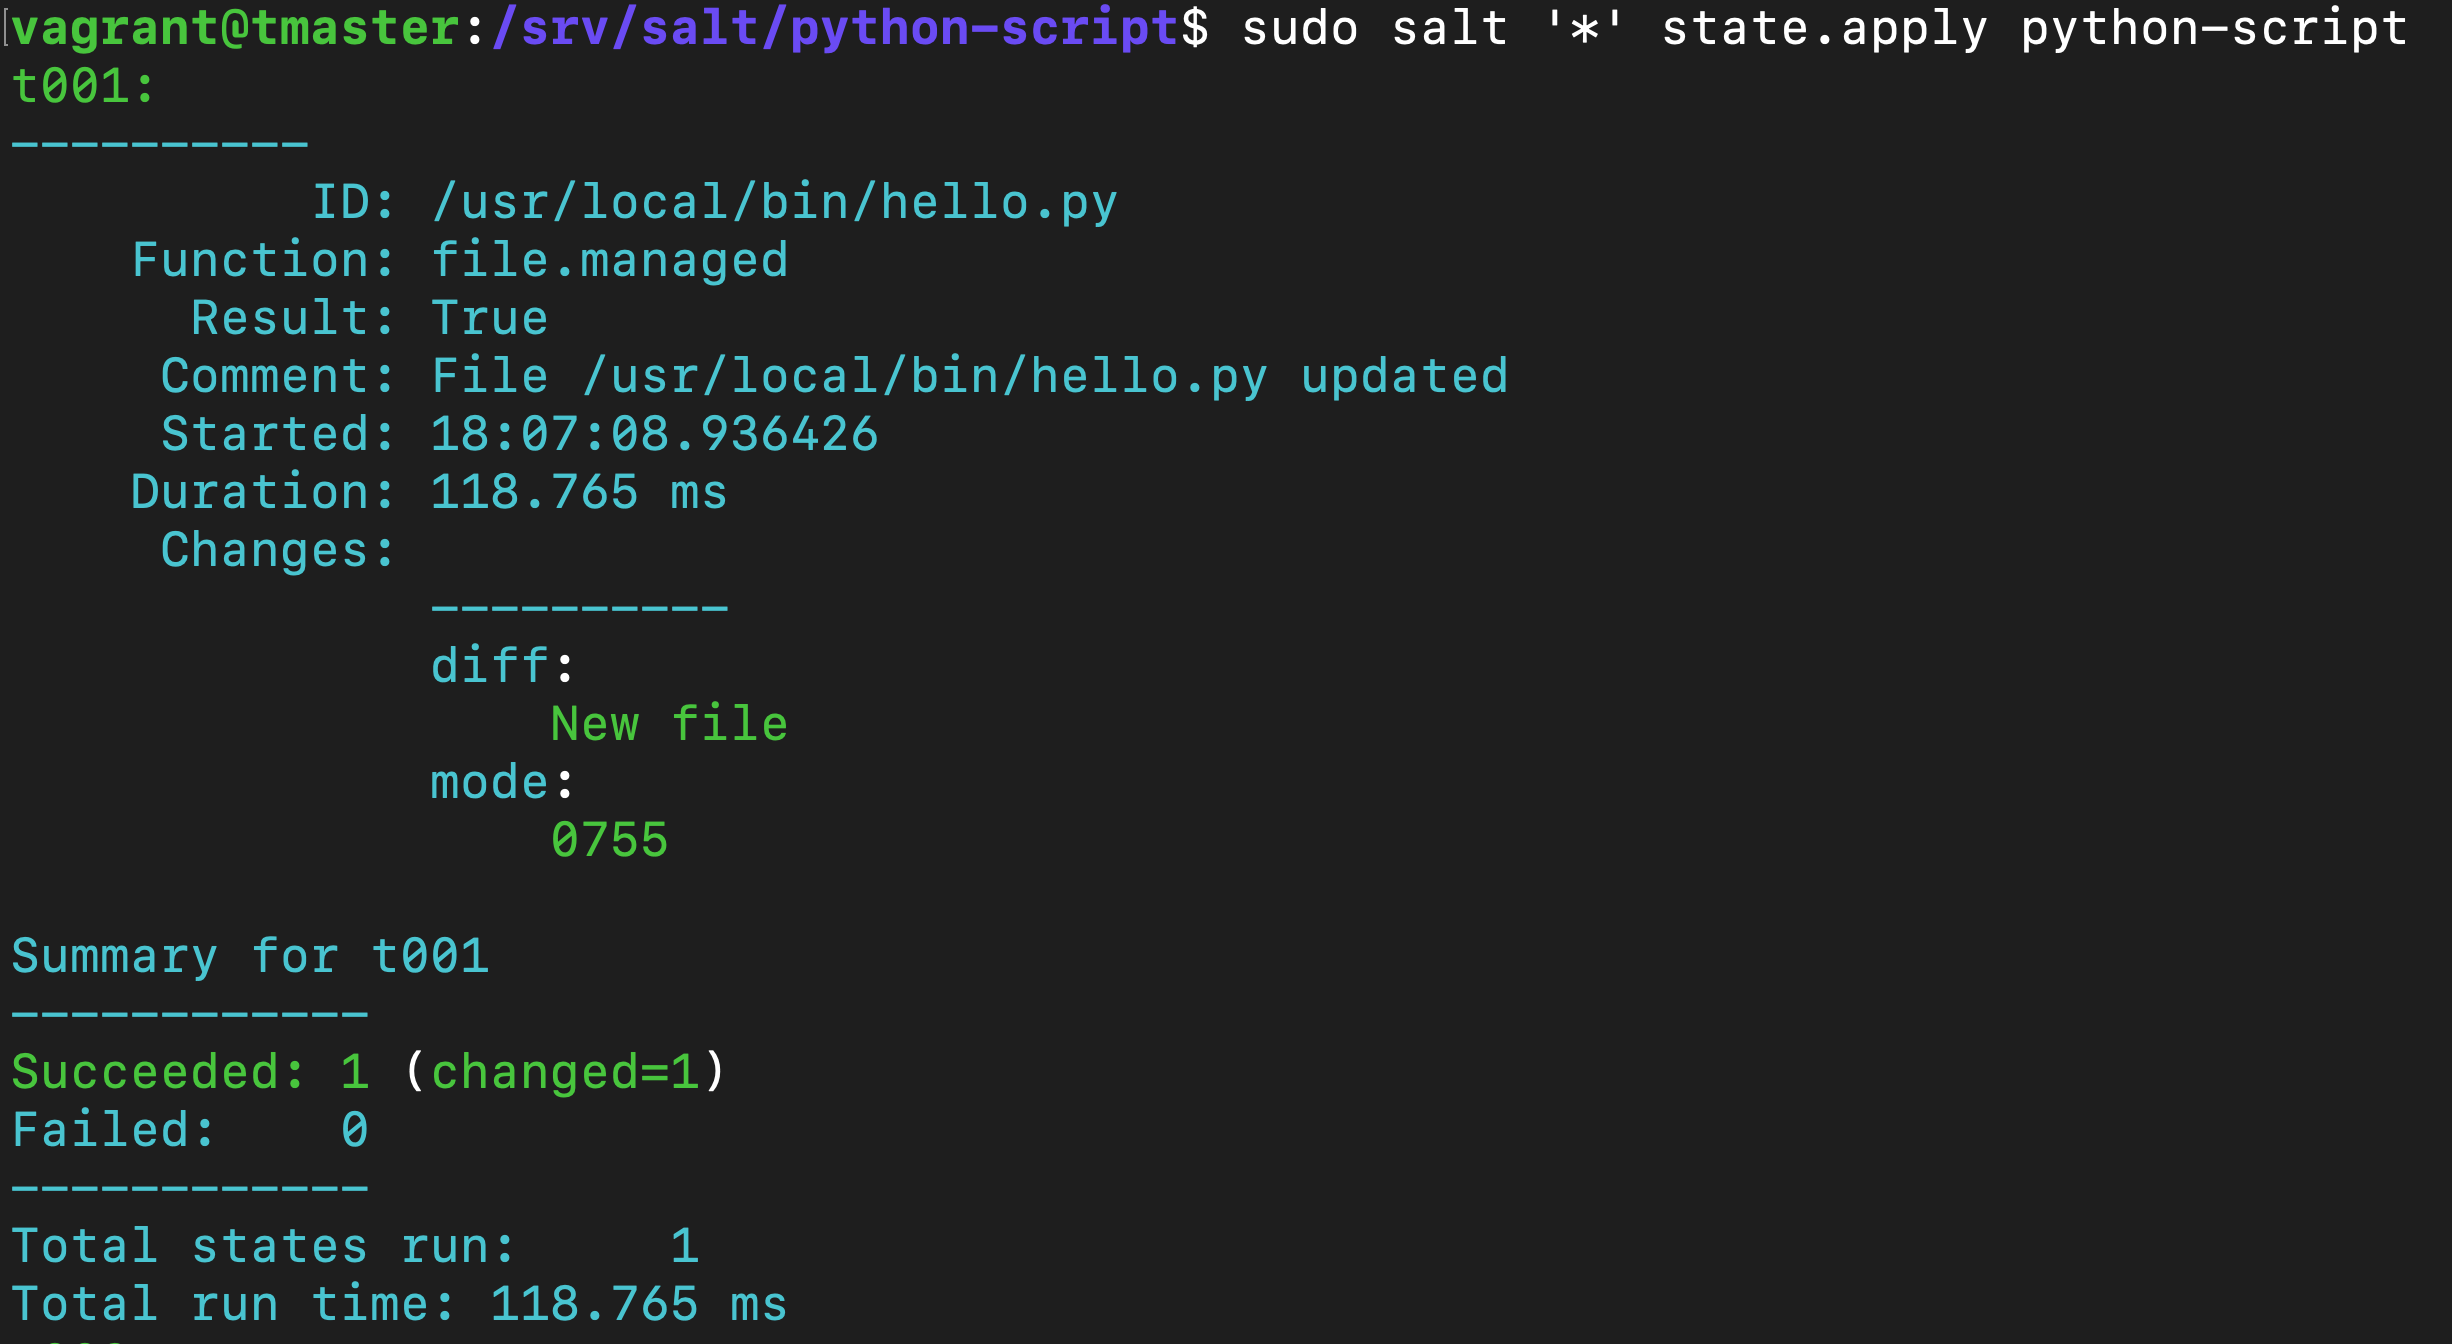 vagrant@tmaster:/srv/salt/python-script$ sudo salt '*' state.apply python-script
t001:
----------
          ID: /usr/local/bin/hello.py
    Function: file.managed
      Result: True
     Comment: File /usr/local/bin/hello.py updated
     Started: 18:07:08.936426
    Duration: 118.765 ms
     Changes:
              ----------
              diff:
                  New file
              mode:
                  0755

Summary for t001
------------
Succeeded: 1 (changed=1)
Failed:    0
------------
Total states run:     1
Total run time: 118.765 ms